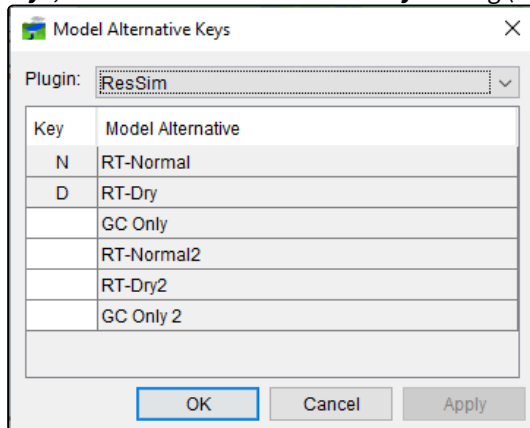 Model Alternative Keys
Plugin: ResSim
Key Model Alternative
N RT-Normal
D RT-Dry
GC Only
RT-Normal2
RT-Dry2
GC Only 2
OK Cancel Apply